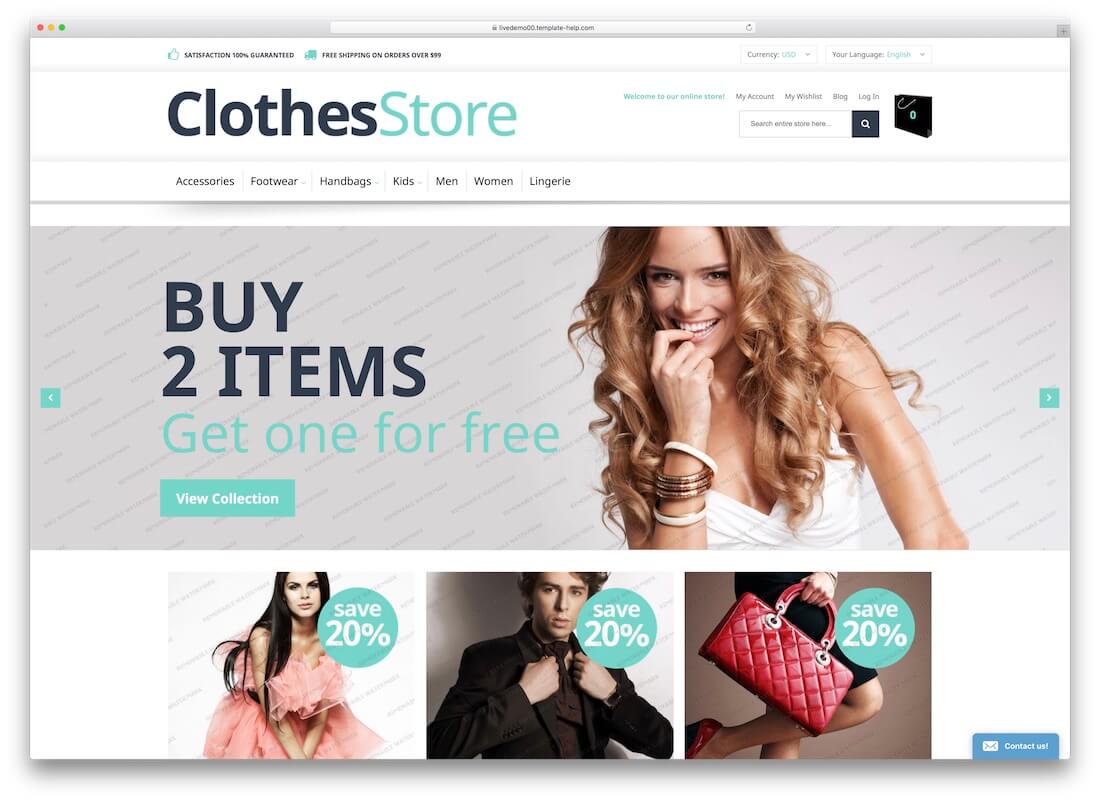 livedemo00.template-help.com
SATISFACTION 100% GUARANTEED FREE SHIPPING ON ORDERS OVER $99 Currency: USD Your Language: English
Welcome to our online store! My Account My Wishlist Blog Log In
ClothesStore
Search entire store here...
0
Accessories Footwear Handbags Kids Men Women Lingerie
BUY
2 ITEMS
Get one for free
View Collection
save
20%
save
20%
save
20%
Contact us!
REMOVABLE WATERMARK